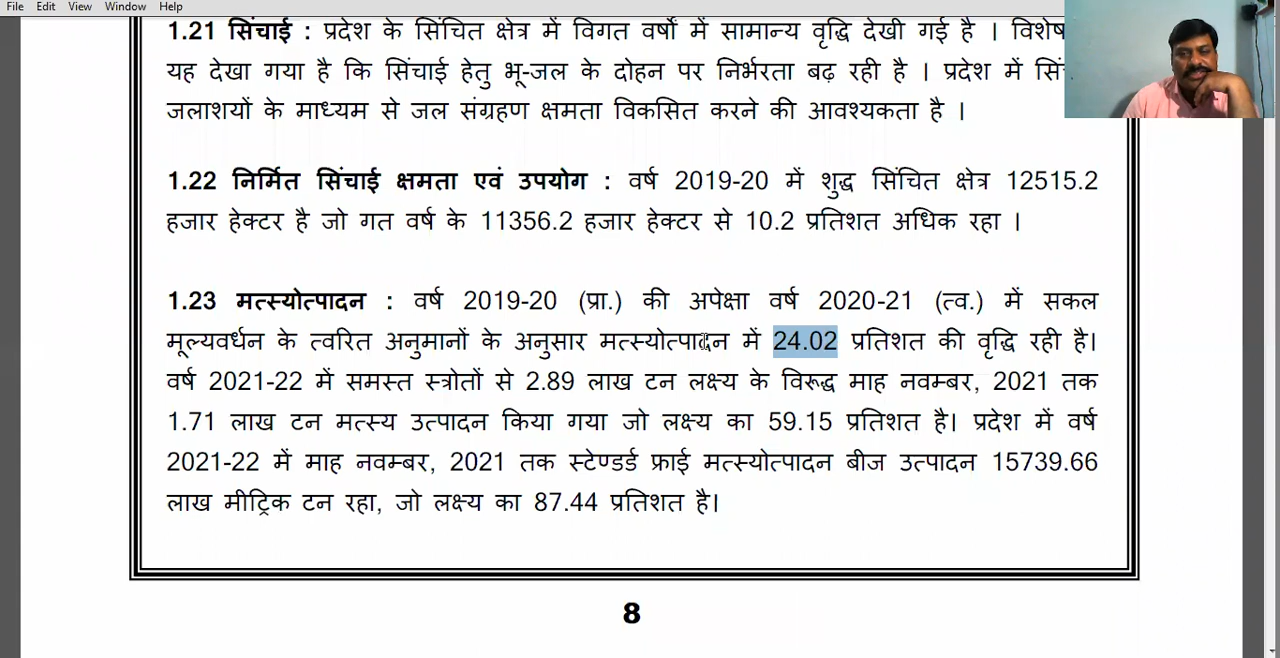 File Edit View Window Help
1.21 सिंचाई : प्रदेश के सिंचित क्षेत्र में विगत वर्षों में सामान्य वृद्धि देखी गई है । विशेष
यह देखा गया है कि सिंचाई हेतु भू-जल के दोहन पर निर्भरता बढ़ रही है । प्रदेश में
जलाशयों के माध्यम से जल संग्रहण क्षमता विकसित करने की आवश्यकता है ।
1.22 निर्मित सिंचाई क्षमता एवं उपयोग : वर्ष 2019-20 में शुद्ध सिंचित क्षेत्र 12515.2
हजार हेक्टर है जो गत वर्ष के 11356.2 हजार हेक्टर से 10.2 प्रतिशत अधिक रहा ।
1.23 मत्स्योत्पादन : वर्ष 2019-20 (प्रा.) की अपेक्षा वर्ष 2020-21 (त्व.) में सकल
मूल्यवर्धन के त्वरित अनुमानों के अनुसार मत्स्योत्पादन में 24.02 प्रतिशत की वृद्धि रही है।
वर्ष 2021-22 में समस्त स्त्रोतों से 2.89 लाख टन लक्ष्य के विरूद्ध माह नवम्बर, 2021 तक
1.71 लाख टन मत्स्य उत्पादन किया गया जो लक्ष्य का 59.15 प्रतिशत है। प्रदेश में वर्ष
2021-22 में माह नवम्बर, 2021 तक स्टेण्डर्ड फ्राई मत्स्योत्पादन बीज उत्पादन 15739.66
लाख मीट्रिक टन रहा, जो लक्ष्य का 87.44 प्रतिशत है।
8